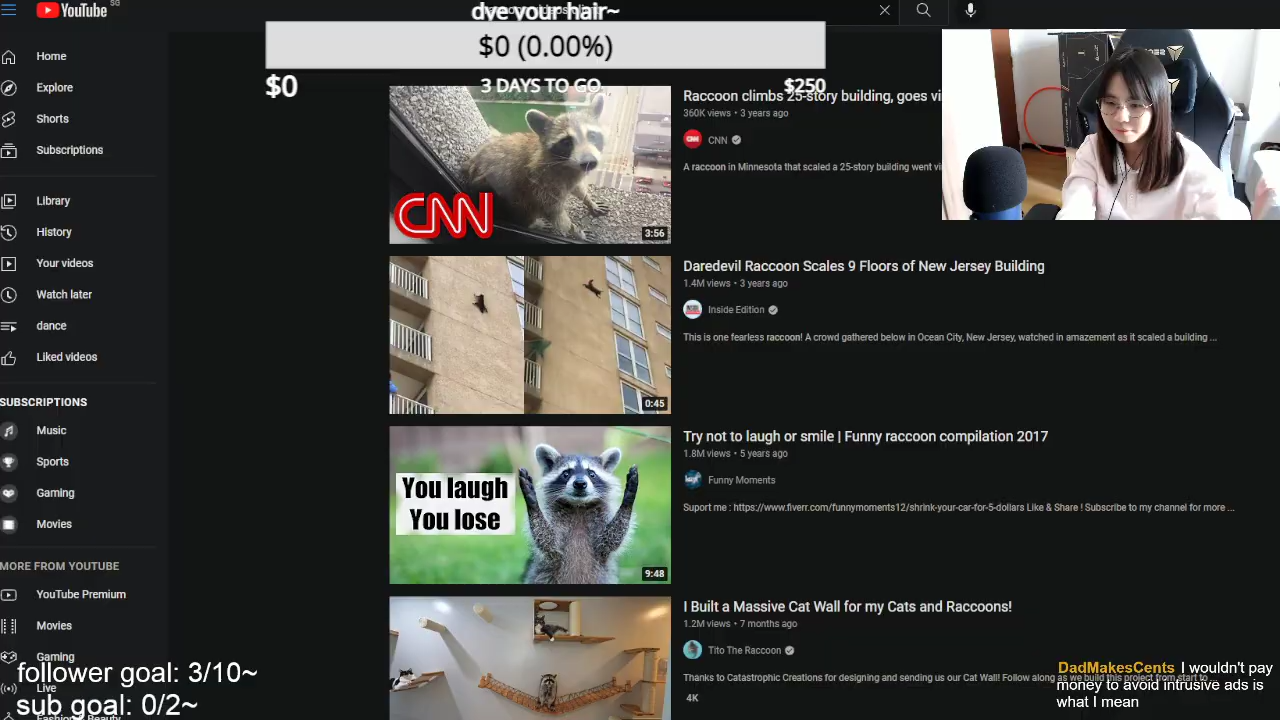 YouTube
SG
dye your hair~
$0 (0.00%)
$0
3 DAYS TO GO
$250
Home
Explore
Shorts
Subscriptions
Library
History
Your videos
Watch later
dance
Liked videos
SUBSCRIPTIONS
Music
Sports
Gaming
Movies
MORE FROM YOUTUBE
YouTube Premium
Movies
Gaming
Live
Fashion & Beauty
follower goal: 3/10~
sub goal: 0/2~
CNN
3:56
Raccoon climbs 25-story building, goes vi
360K views • 3 years ago
CNN
A raccoon in Minnesota that scaled a 25-story building went vi
0:45
Daredevil Raccoon Scales 9 Floors of New Jersey Building
1.4M views • 3 years ago
Inside Edition
This is one fearless raccoon! A crowd gathered below in Ocean City, New Jersey, watched in amazement as it scaled a building ...
You laugh
You lose
9:48
Try not to laugh or smile | Funny raccoon compilation 2017
1.8M views • 5 years ago
Funny Moments
Suport me : https://www.fiverr.com/funnymoments12/shrink-your-car-for-5-dollars Like & Share ! Subscribe to my channel for more ...
I Built a Massive Cat Wall for my Cats and Raccoons!
1.2M views • 7 months ago
Tito The Raccoon
Thanks to Catastrophic Creations for designing and sending us our Cat Wall! Follow along as we build this project from start to ...
4K
DadMakesCents I wouldn't pay
money to avoid intrusive ads is
what I mean